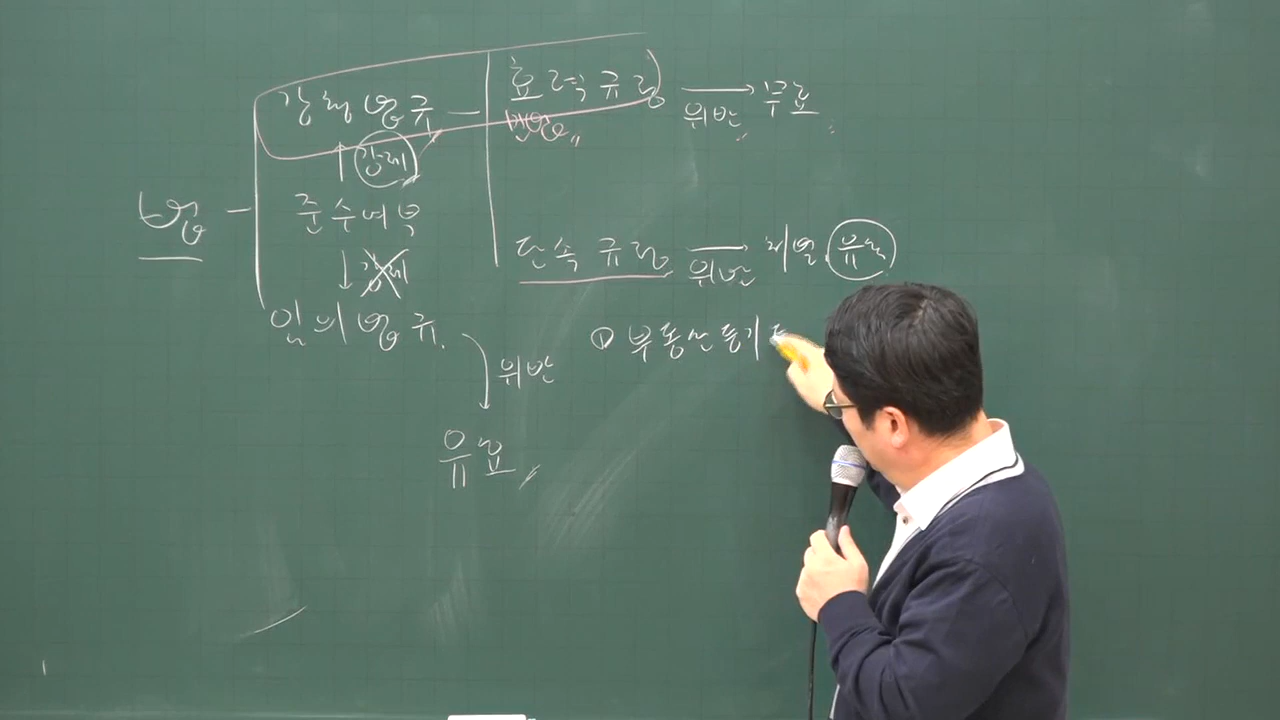 강행법규 — 효력규정 → 무효
위반
강제
법 — 준수여부
단속규정 → 처벌, 유효
위반
강제
임의법규
① 부동산등기
위반
유효